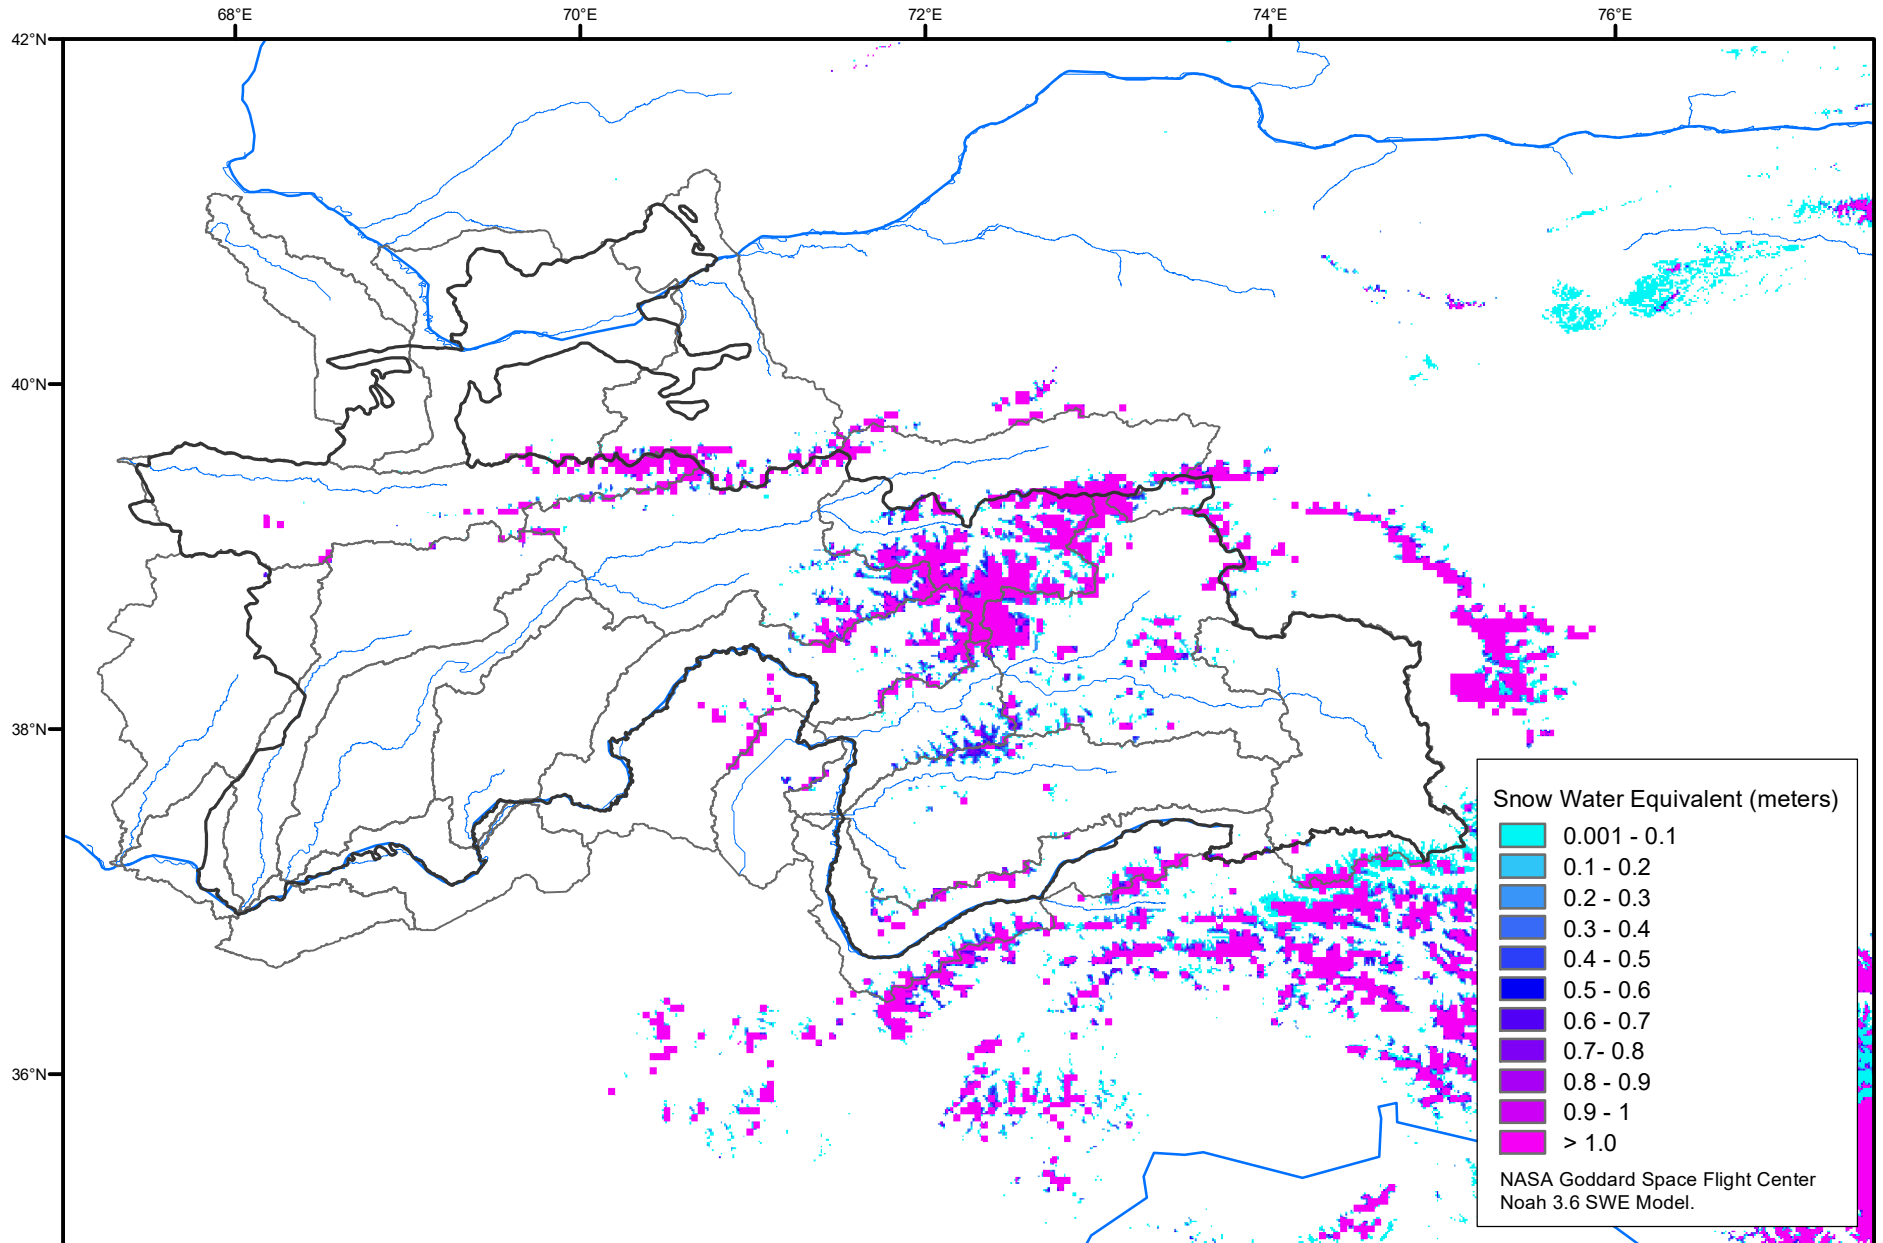 68°E
70°E
72°E
74°E
76°E
42°N
40°N
38°N
36°N
Snow Water Equivalent (meters)
0.001 - 0.1
0.1 - 0.2
0.2 - 0.3
0.3 - 0.4
0.4 - 0.5
0.5 - 0.6
0.6 - 0.7
0.7- 0.8
0.8 - 0.9
0.9 - 1
> 1.0
NASA Goddard Space Flight Center
Noah 3.6 SWE Model.